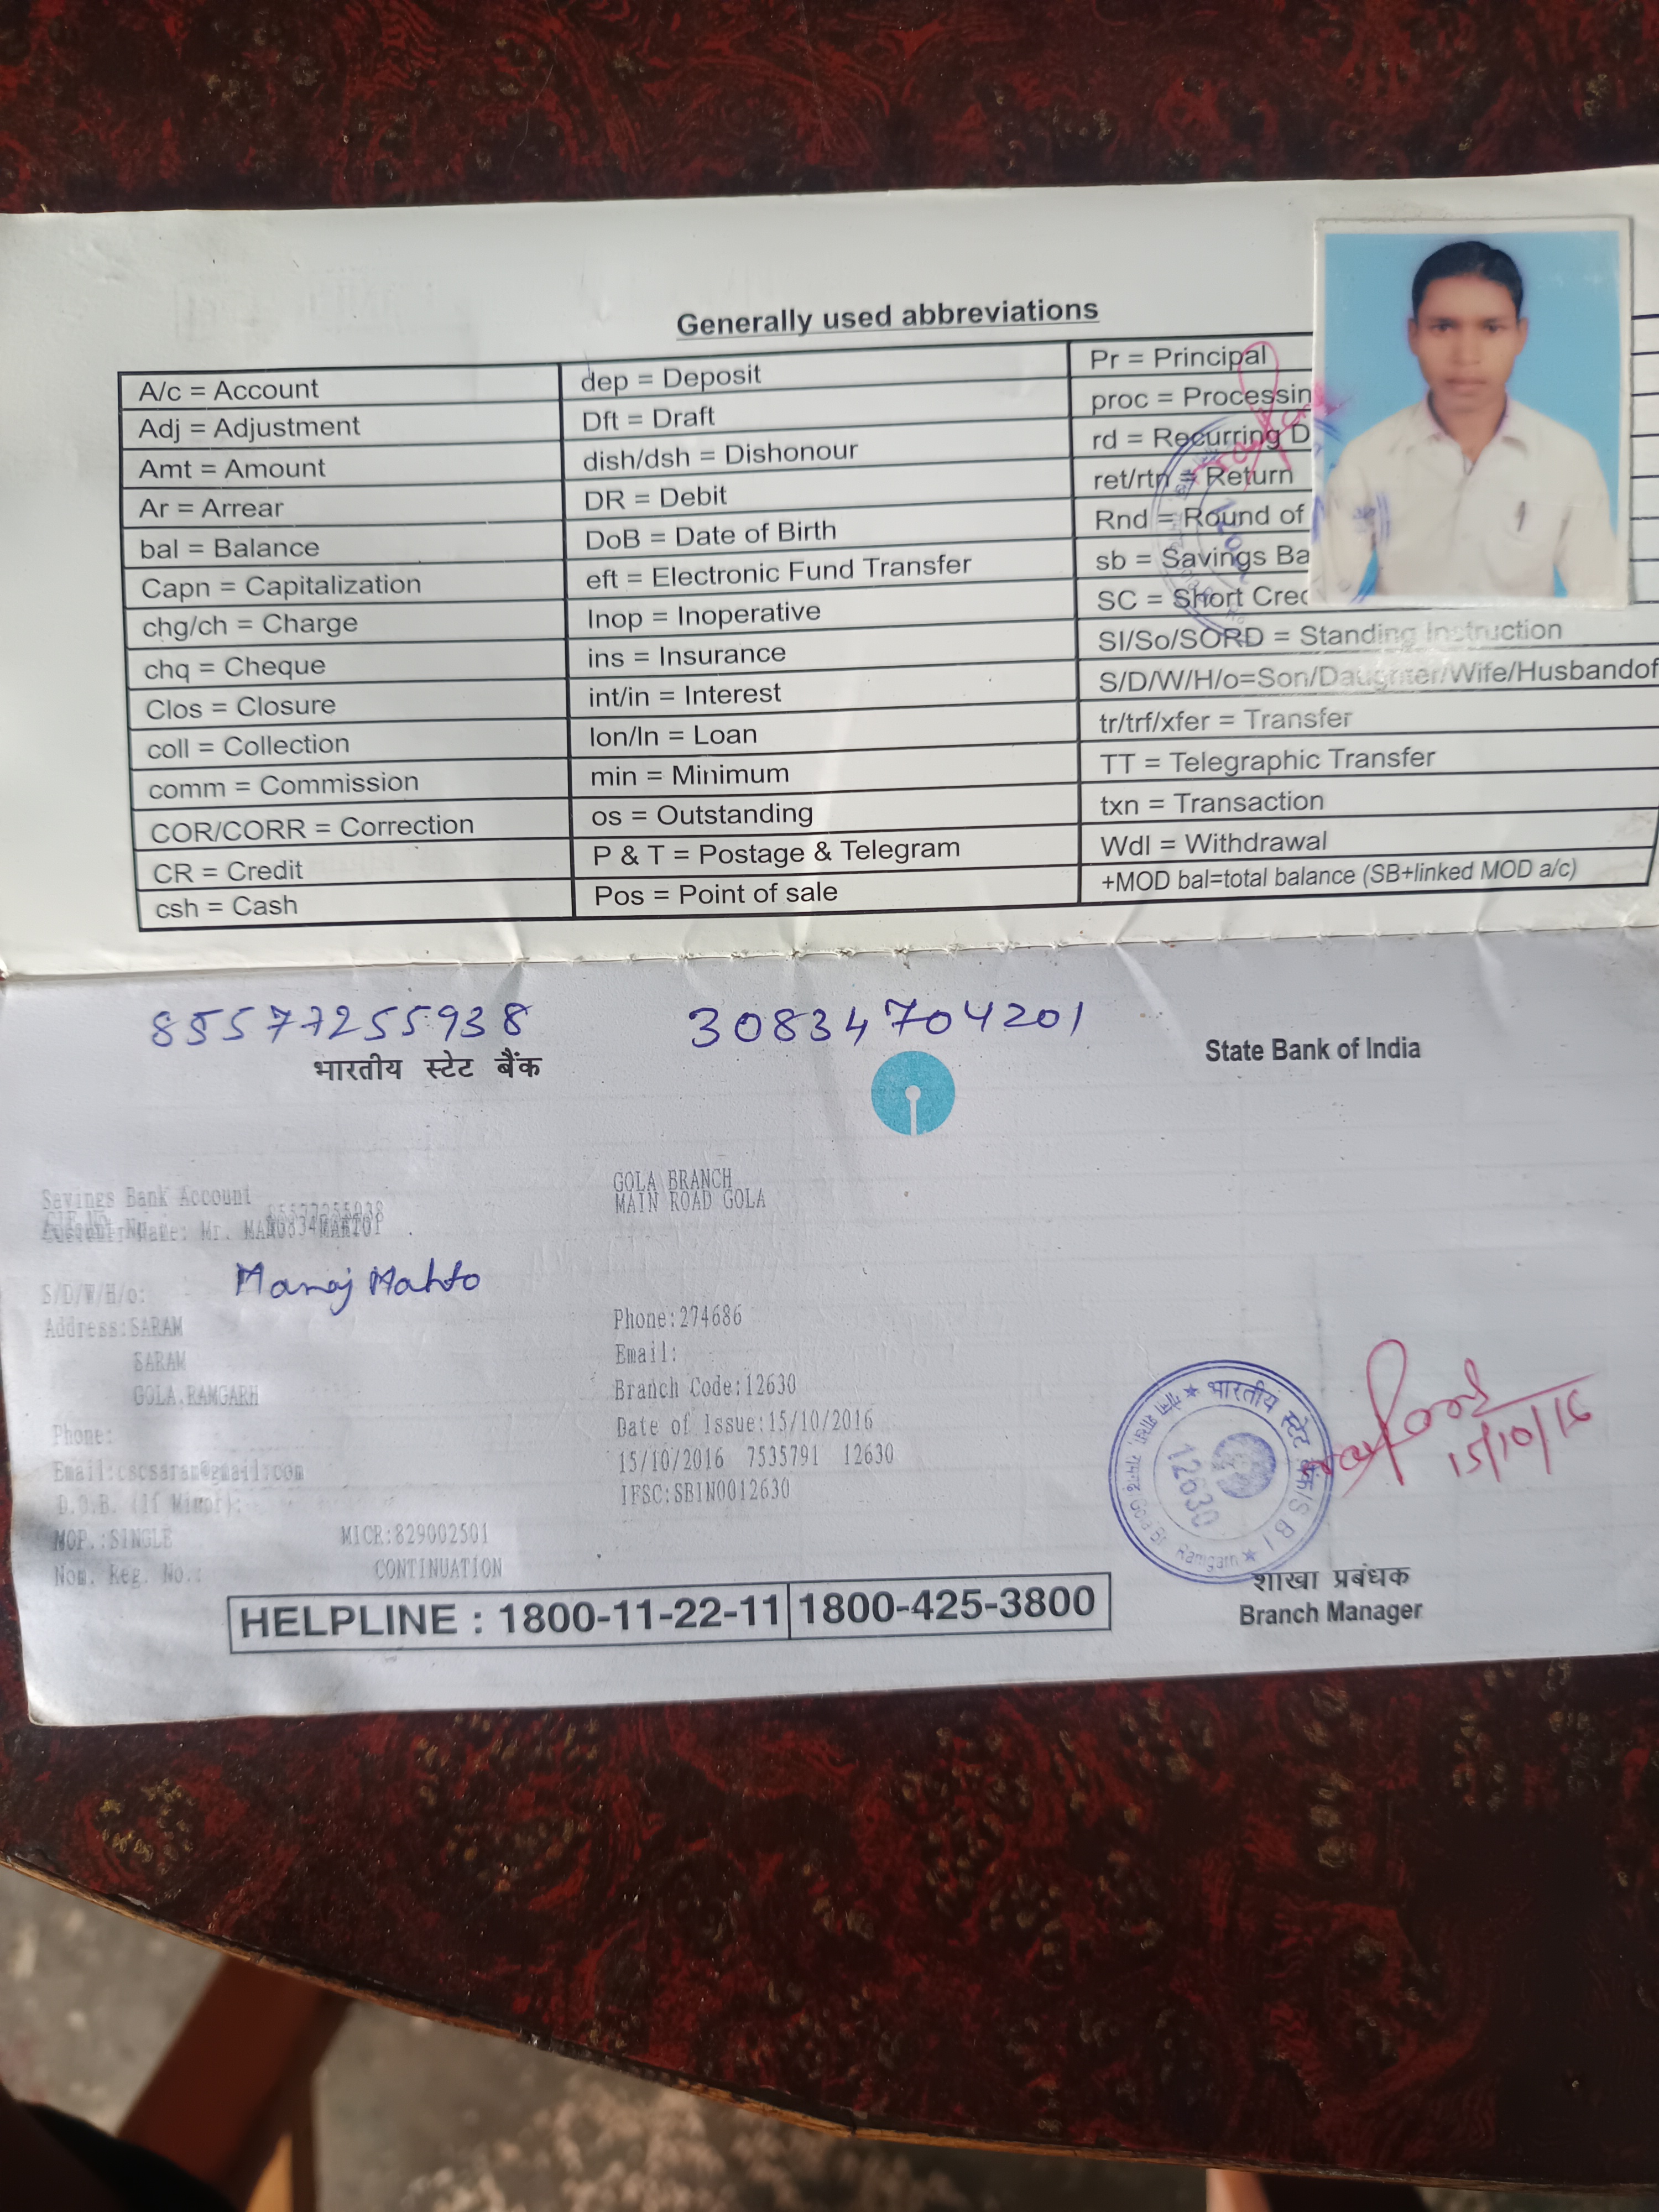 Generally used abbreviations
A/c = Account
Adj = Adjustment
Amt = Amount
Ar = Arrear
bal = Balance
Capn = Capitalization
chg/ch = Charge
chq = Cheque
Clos = Closure
coll = Collection
comm = Commission
COR/CORR = Correction
CR = Credit
csh = Cash
dep = Deposit
Dft = Draft
dish/dsh = Dishonour
DR = Debit
DoB = Date of Birth
eft = Electronic Fund Transfer
Inop = Inoperative
ins = Insurance
int/in = Interest
lon/ln = Loan
min = Minimum
os = Outstanding
P & T = Postage & Telegram
Pos = Point of sale
Pr = Principal
proc = Processin
rd = Recurring D
ret/rtn = Return
Rnd = Round of
sb = Savings Ba
SC = Short Cred
SI/So/SORD = Standing Instruction
S/D/W/H/o=Son/Daughter/Wife/Husbandof
tr/trf/xfer = Transfer
TT = Telegraphic Transfer
txn = Transaction
Wdl = Withdrawal
+MOD bal=total balance (SB+linked MOD a/c)
85577255938 30834704201
भारतीय स्टेट बैंक State Bank of India
Savings Bank Account
Mr.
Manoj Mahto
S/D/W/H/o:
Address:SARAM
SARAM
GOLA,RAMGARH
Phone:
Email:cscsaram@gmail.com
D.O.B. (If Minor):
MOP.:SINGLE MICR:829002501
Nom. Reg. No.: CONTINUATION
GOLA BRANCH
MAIN ROAD GOLA
Phone:274686
Email:
Branch Code:12630
Date of Issue:15/10/2016
15/10/2016 7535791 12630
IFSC:SBIN0012630
भारतीय स्टेट बैंक/S B I
12630
Ramgarh
15/10/16
शाखा प्रबंधक
Branch Manager
HELPLINE : 1800-11-22-11 1800-425-3800